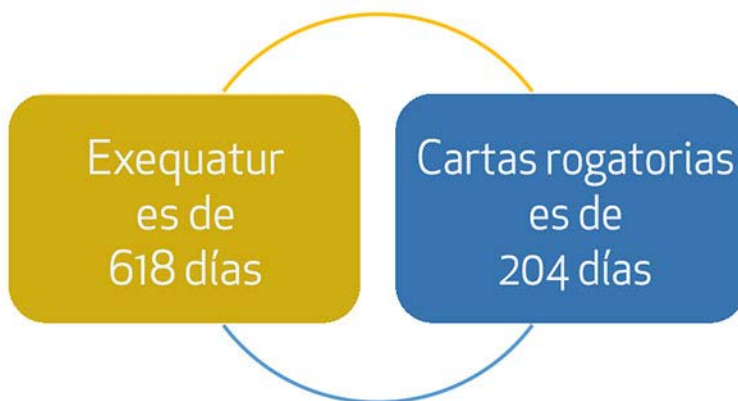 Exequatur
es de
618 días
Cartas rogatorias
es de
204 días